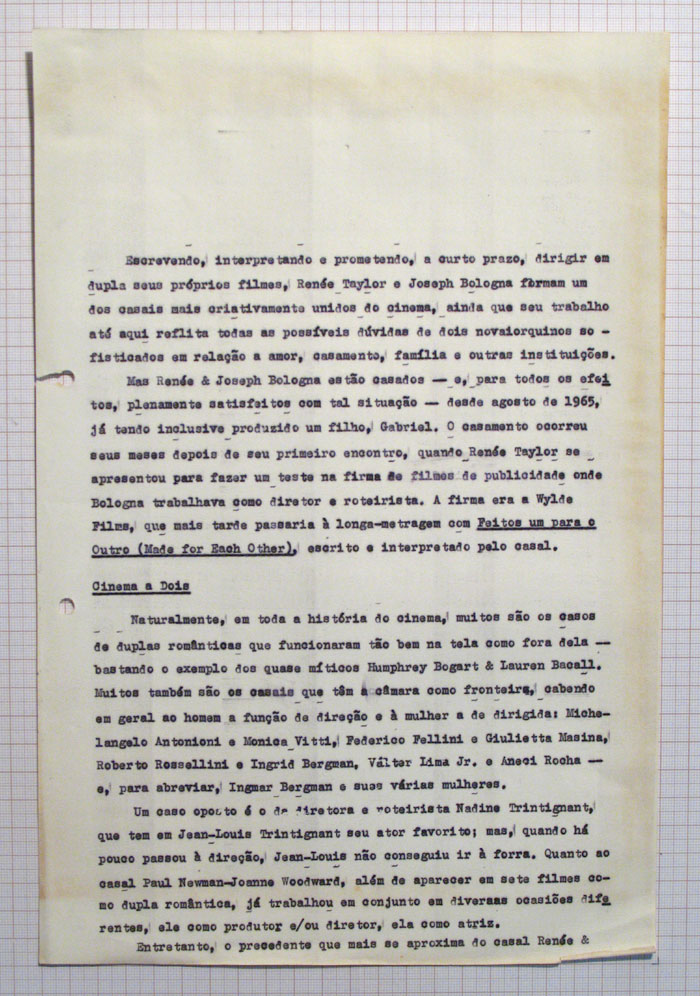 Escrevendo, interpretando e prometendo, a curto prazo, dirigir em
dupla seus próprios filmes, Renée Taylor e Joseph Bologna formam um
dos casais mais criativamente unidos do cinema, ainda que seu trabalho
até aqui reflita todas as possíveis dúvidas de dois novaiorquinos so -
fisticados em relação a amor, casamento, família e outras instituições.
Mas Renée & Joseph Bologna estão casados — e, para todos os efei
tos, plenamente satisfeitos com tal situação — desde agosto de 1965,
já tendo inclusive produzido um filho, Gabriel. O casamento ocorreu
seus meses depois de seu primeiro encontro, quando Renée Taylor se
apresentou para fazer um teste na firma de filmes de publicidade onde
Bologna trabalhava como diretor e roteirista. A firma era a Wylde
Films, que mais tarde passaria à longa-metragem com Feitos um para o
Outro (Made for Each Other), escrito e interpretado pelo casal.
Cinema a Dois
Naturalmente, em toda a história do cinema, muitos são os casos
de duplas românticas que funcionaram tão bem na tela como fora dela —
bastando o exemplo dos quase míticos Humphrey Bogart & Lauren Bacall.
Muitos também são os casais que têm a câmara como fronteira, cabendo
em geral ao homem a função de direção e à mulher a de dirigida: Miche-
langelo Antonioni e Monica Vitti, Federico Fellini e Giulietta Masina,
Roberto Rossellini e Ingrid Bergman, Válter Lima Jr. e Aneci Rocha —
e, para abreviar, Ingmar Bergman e suas várias mulheres.
Um caso oposto é o da diretora e roteirista Nadine Trintignant,
que tem em Jean-Louis Trintignant seu ator favorito; mas, quando há
pouco passou à direção, Jean-Louis não conseguiu ir à forra. Quanto ao
casal Paul Newman-Joanne Woodward, além de aparecer em sete filmes co-
mo dupla romântica, já trabalhou em conjunto em diversas ocasiões dife
rentes, ele como produtor e/ou diretor, ela como atriz.
Entretanto, o precedente que mais se aproxima do casal Renée &